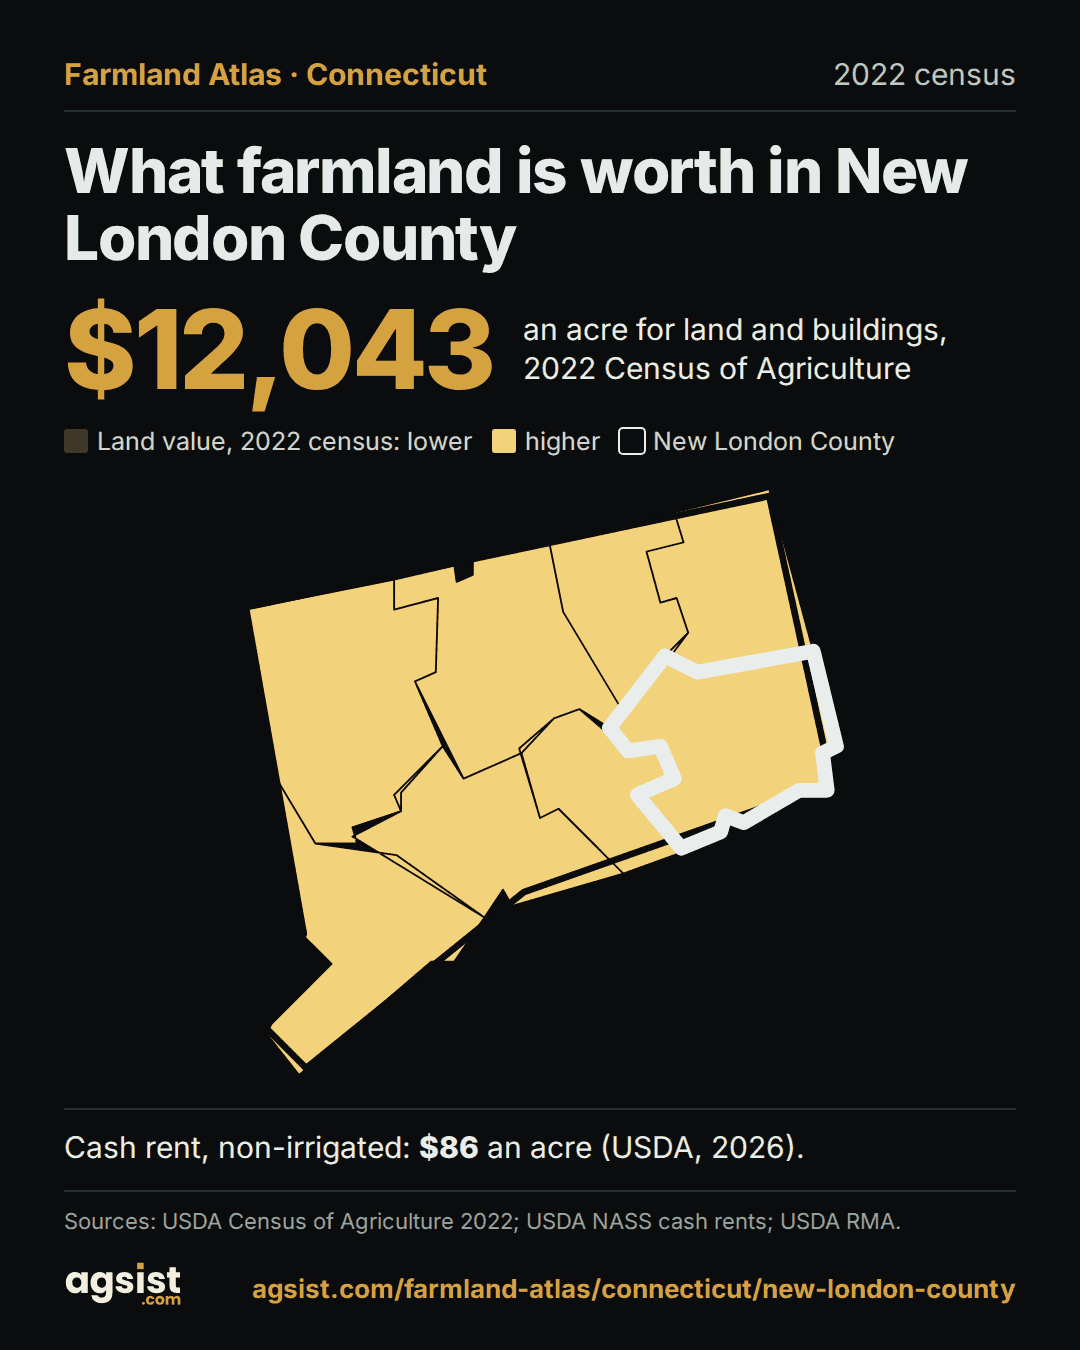 Farmland Atlas · Connecticut
2022 census
What farmland is worth in New
London County
$12,043
an acre for land and buildings,
2022 Census of Agriculture
Land value, 2022 census: lower
higher
New London County
Cash rent, non-irrigated: $86 an acre (USDA, 2026).
Sources: USDA Census of Agriculture 2022; USDA NASS cash rents; USDA RMA.
agsist
.com
agsist.com/farmland-atlas/connecticut/new-london-county